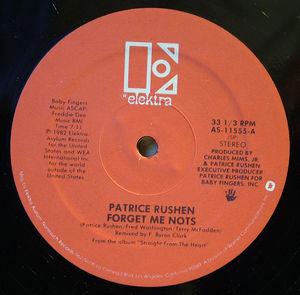 elektra
Baby Fingers
Music ASCAP
Freddie Dee
Music BMI
Time 7:11
℗ 1982 Elektra/
Asylum Records
for the United
States and WEA
International Inc.
for the world
outside of the
United States
33 1/3 RPM
AS-11555-A
(SP)
STEREO
PRODUCED BY
CHARLES MIMS, JR.
& PATRICE RUSHEN
EXECUTIVE PRODUCER
PATRICE RUSHEN FOR
BABY FINGERS, INC.
PATRICE RUSHEN
FORGET ME NOTS
(Patrice Rushen/Fred Washington/Terry McFadden)
Remixed by F. Byron Clark
From the album "Straight From The Heart"